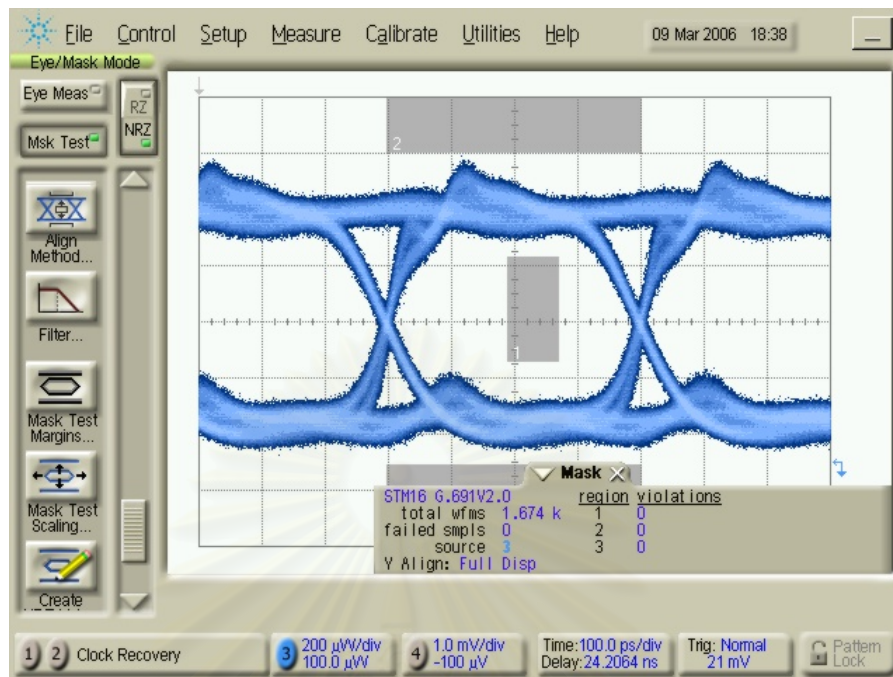 File Control Setup Measure Calibrate Utilities Help 09 Mar 2006 18:38
Eye/Mask Mode
Eye Meas
RZ
NRZ
Msk Test
2
Align
Method...
Filter...
1
Mask Test
Margins...
Mask Test
Scaling...
Create
Mask
STM16 G.691V2.0
total wfms 1.674 k
failed smpls 0
source 3
Y Align: Full Disp
region violations
1 0
2 0
3 0
1 2 Clock Recovery
3 200 µW/div
100.0 µW
4 1.0 mV/div
-100 µV
Time:100.0 ps/div
Delay:24.2064 ns
Trig: Normal
21 mV
Pattern
Lock